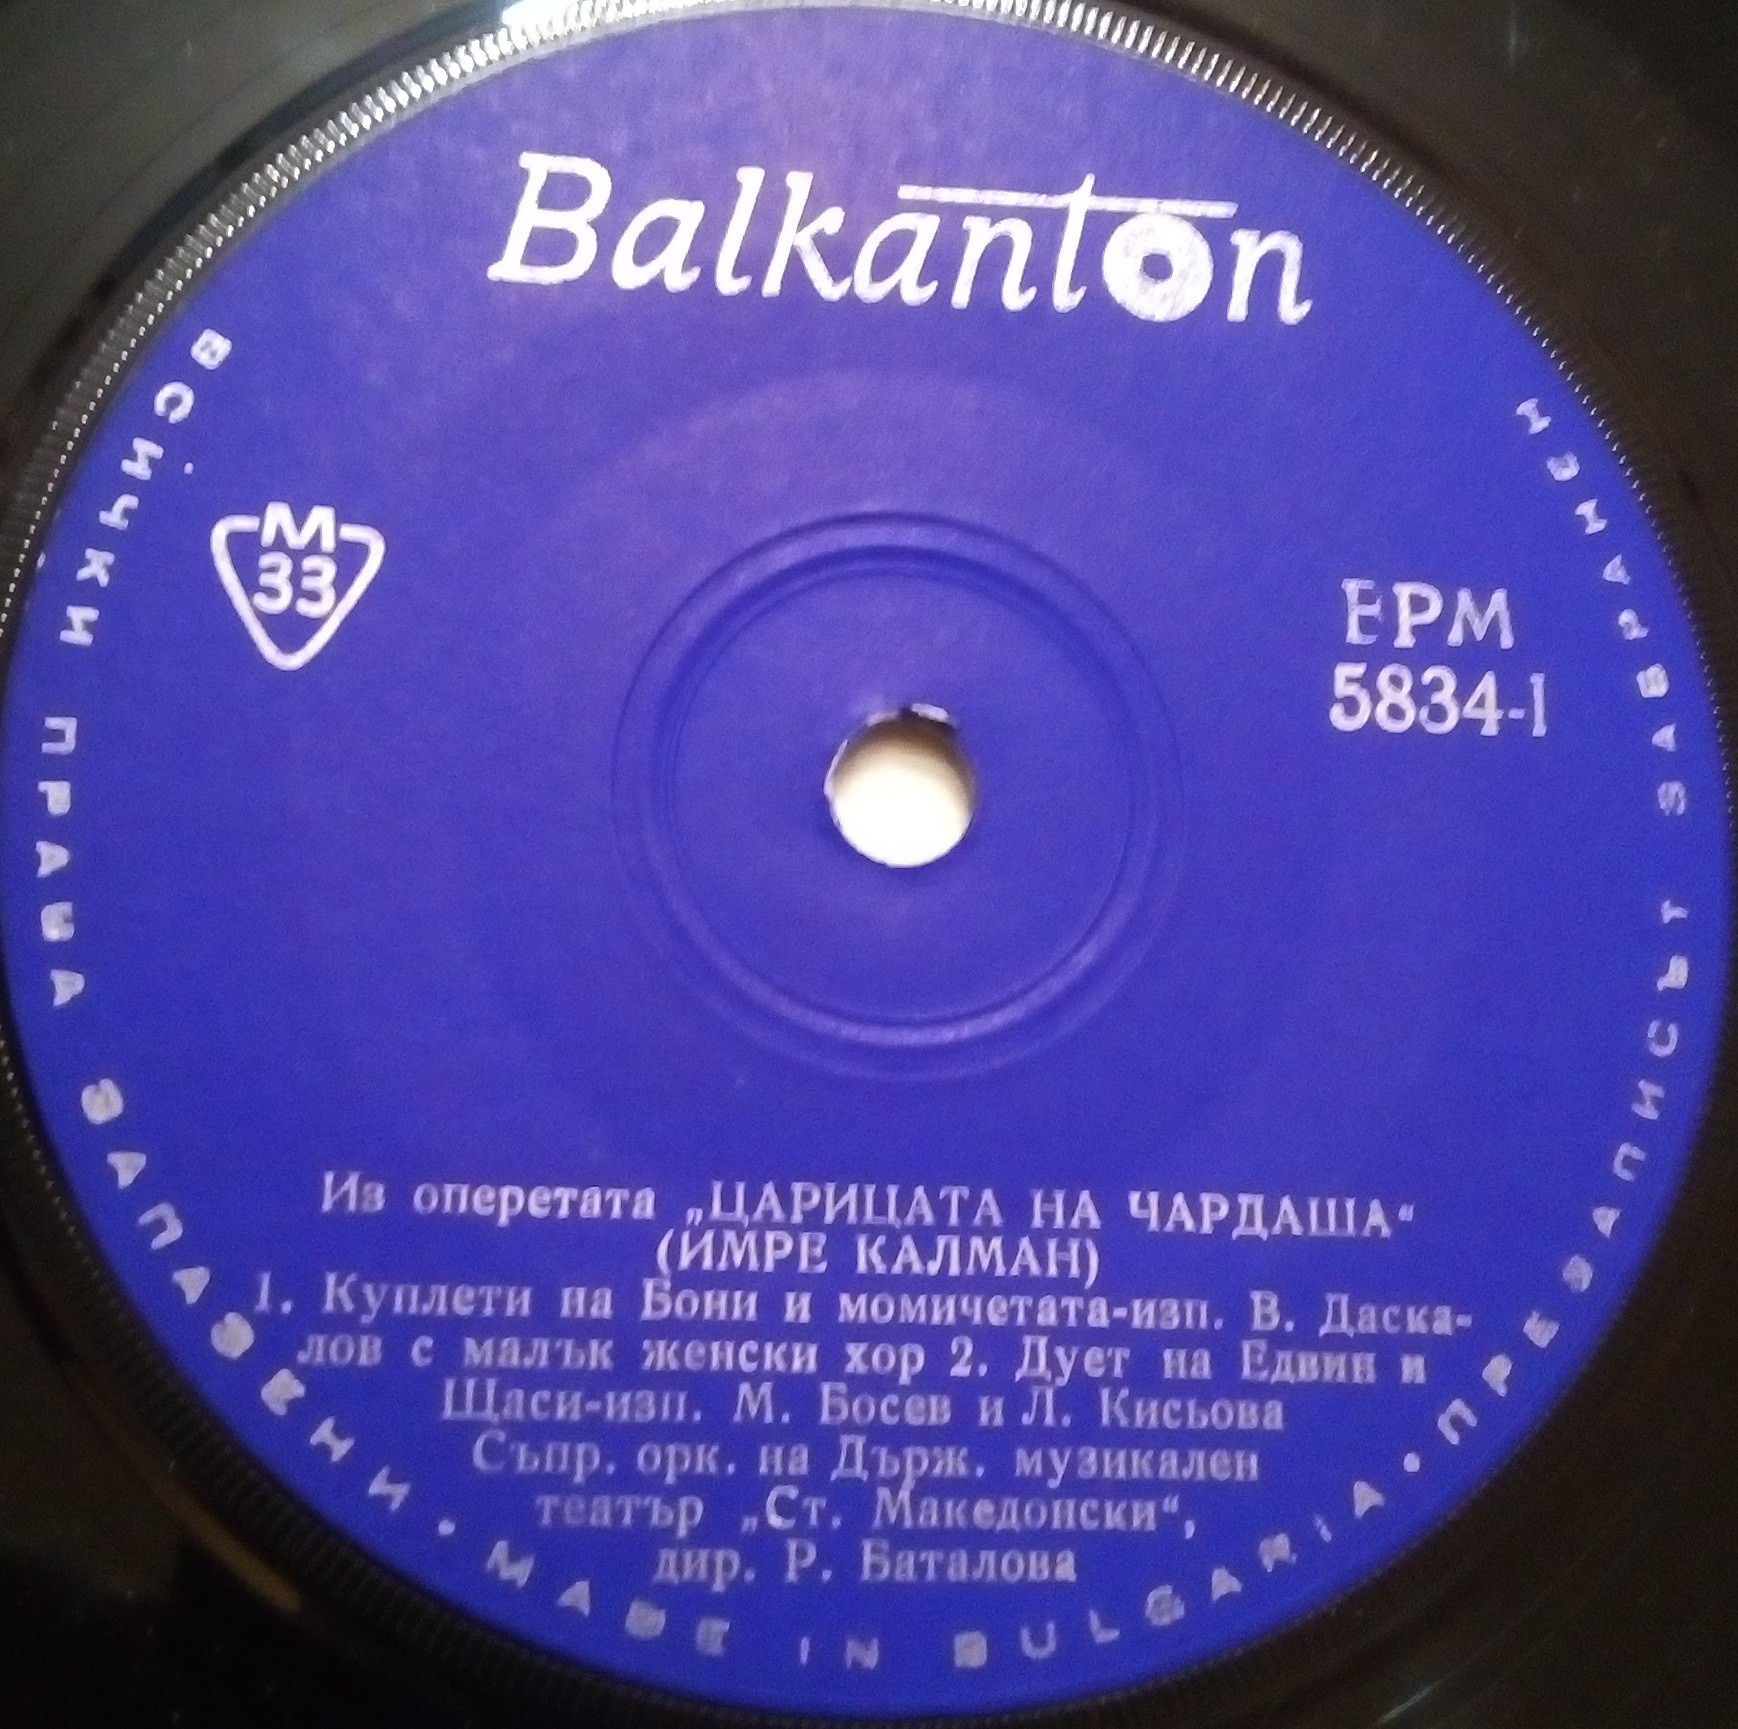 Balkanton
М
33
ЕРМ
5834-I
Из оперетата „ЦАРИЦАТА НА ЧАРДАША“
(ИМРЕ КАЛМАН)
1. Куплети на Бони и момичетата-изп. В. Даска-
лов с малък женски хор 2. Дует на Едвин и
Щаси-изп. М. Босев и Л. Кисьова
Съпр. орк. на Държ. музикален
театър „Ст. Македонски“,
дир. Р. Баталова
ВСИЧКИ ПРАВА ЗАПАЗЕНИ • MADE IN BULGARIA • ПРЕЗАПИСЪТ ЗАБРАНЕН